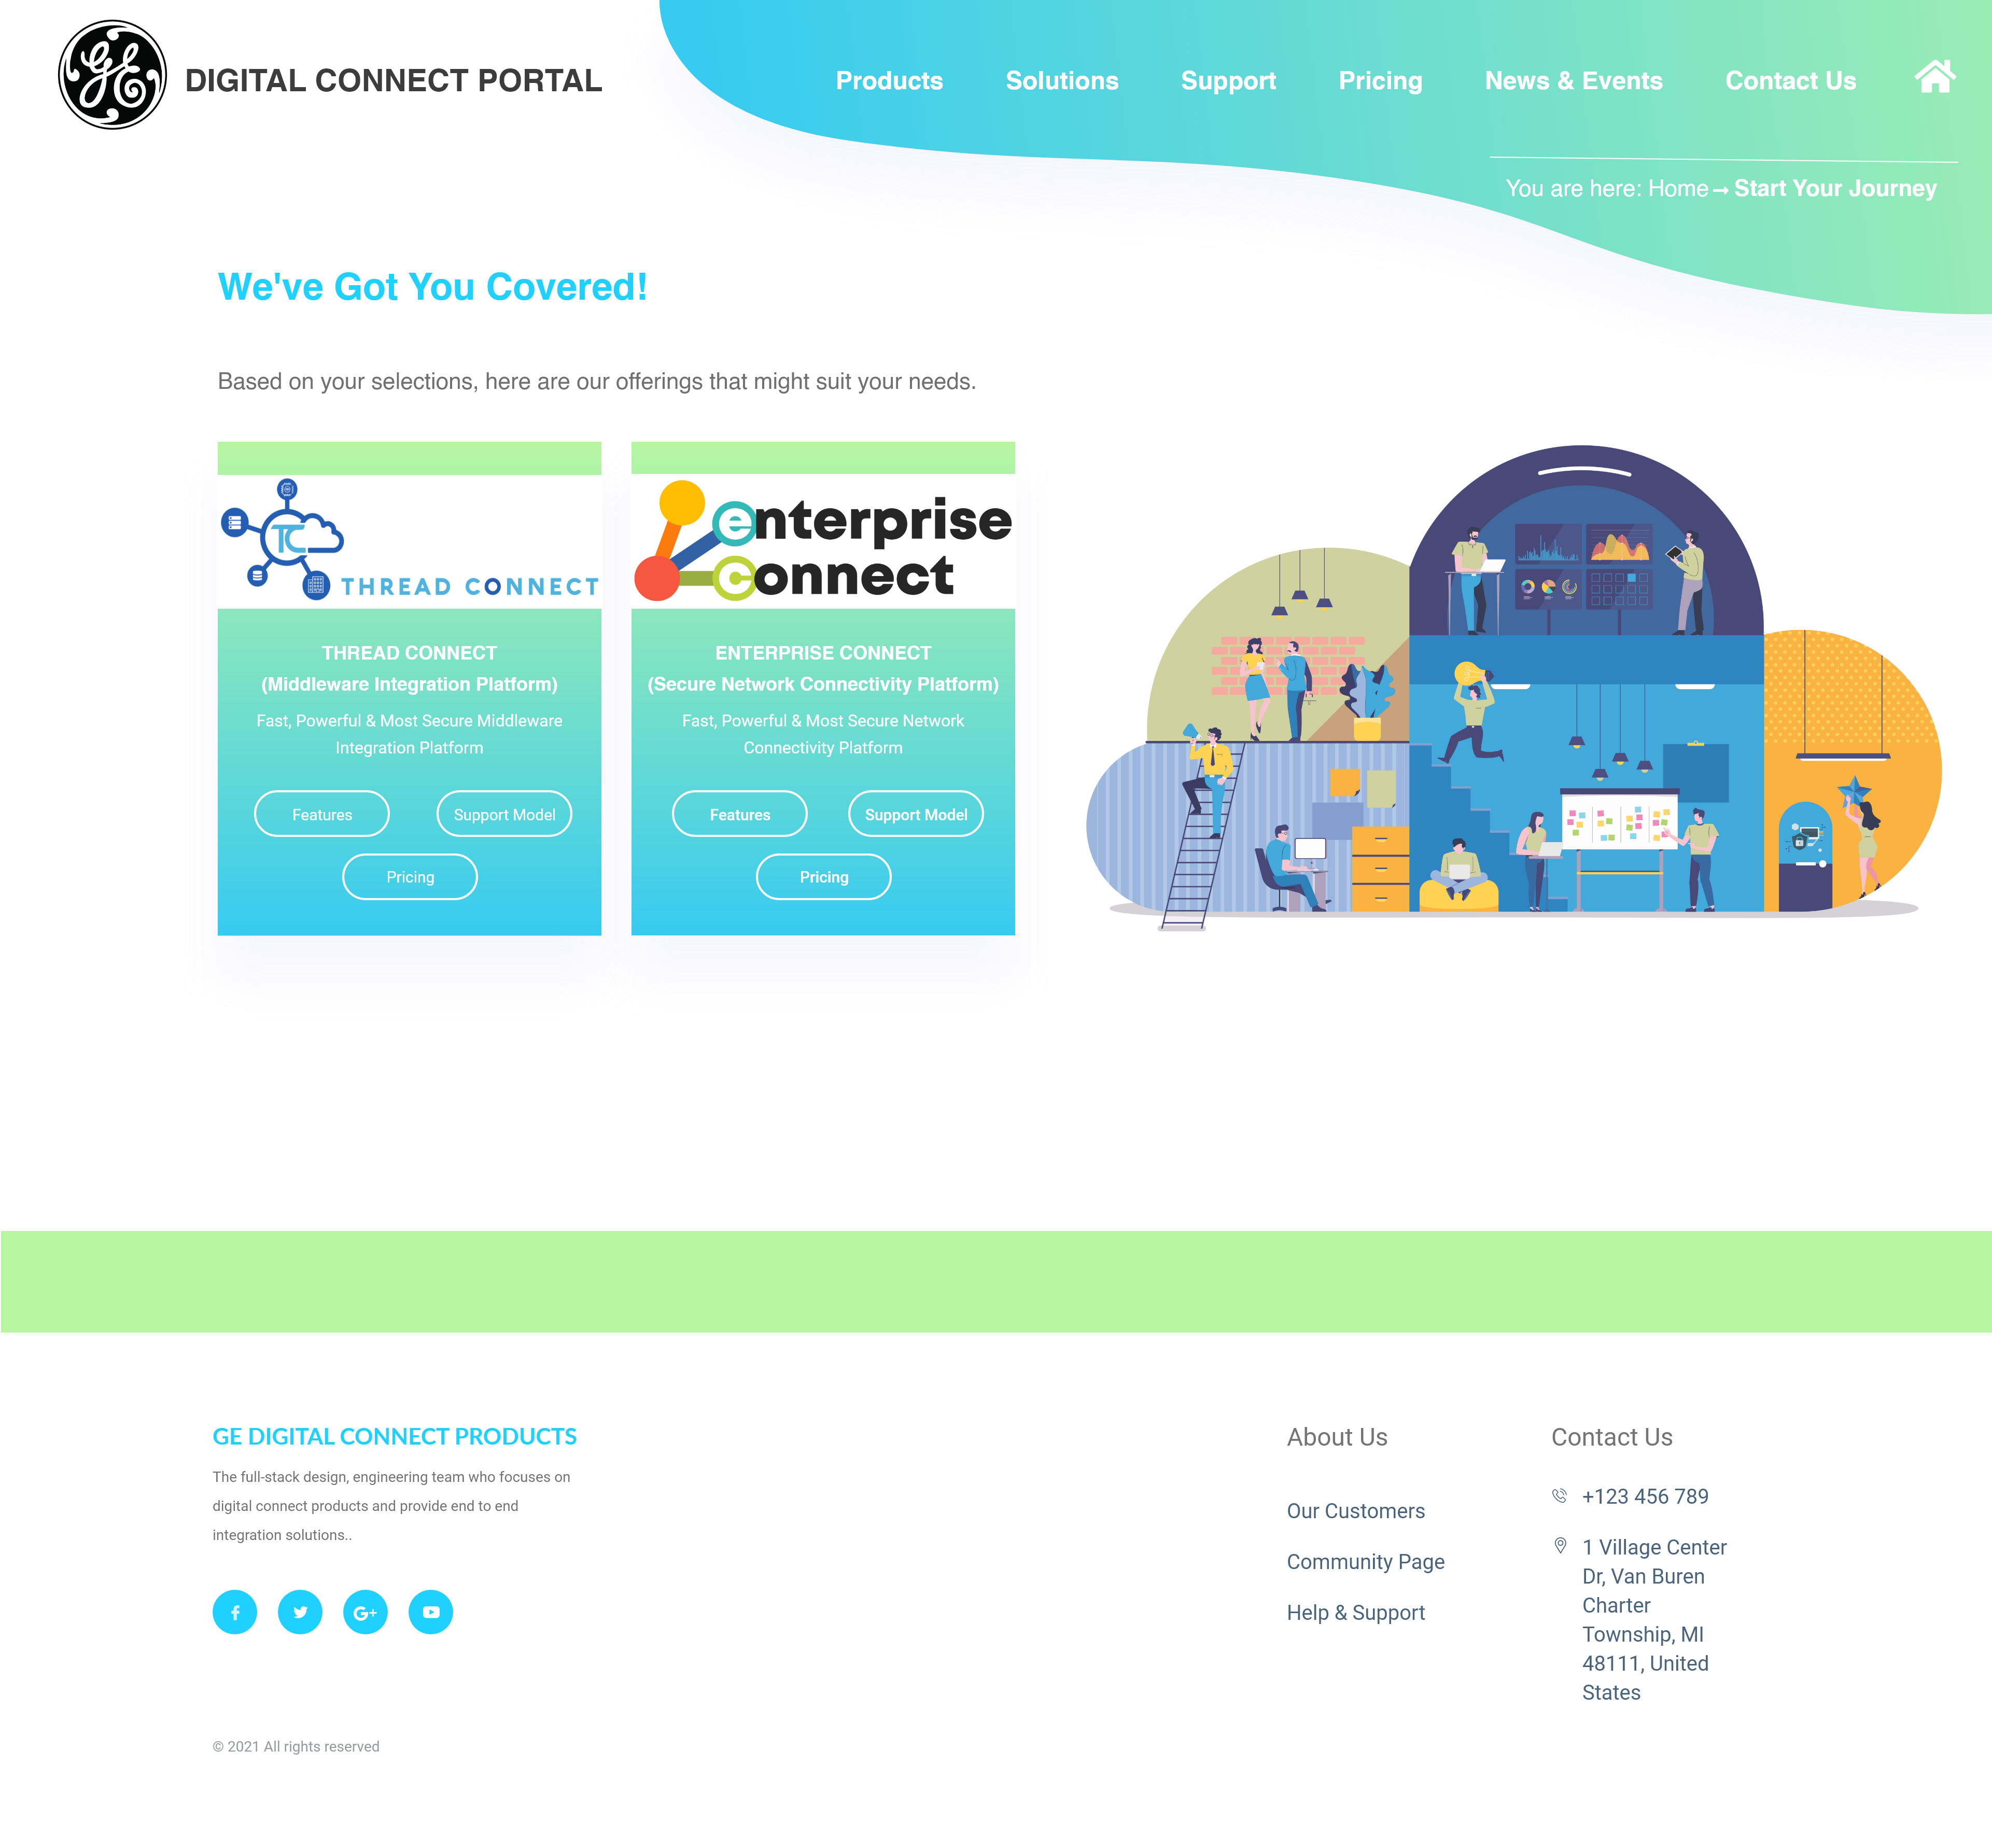 GE
DIGITAL CONNECT PORTAL
Products
Solutions
Support
Pricing
News & Events
Contact Us
You are here: Home → Start Your Journey
We've Got You Covered!
Based on your selections, here are our offerings that might suit your needs.
TC
THREAD CONNECT
THREAD CONNECT
(Middleware Integration Platform)
Fast, Powerful & Most Secure Middleware
Integration Platform
Features
Support Model
Pricing
enterprise
connect
ENTERPRISE CONNECT
(Secure Network Connectivity Platform)
Fast, Powerful & Most Secure Network
Connectivity Platform
Features
Support Model
Pricing
GE DIGITAL CONNECT PRODUCTS
The full-stack design, engineering team who focuses on
digital connect products and provide end to end
integration solutions..
© 2021 All rights reserved
About Us
Our Customers
Community Page
Help & Support
Contact Us
+123 456 789
1 Village Center
Dr, Van Buren
Charter
Township, MI
48111, United
States